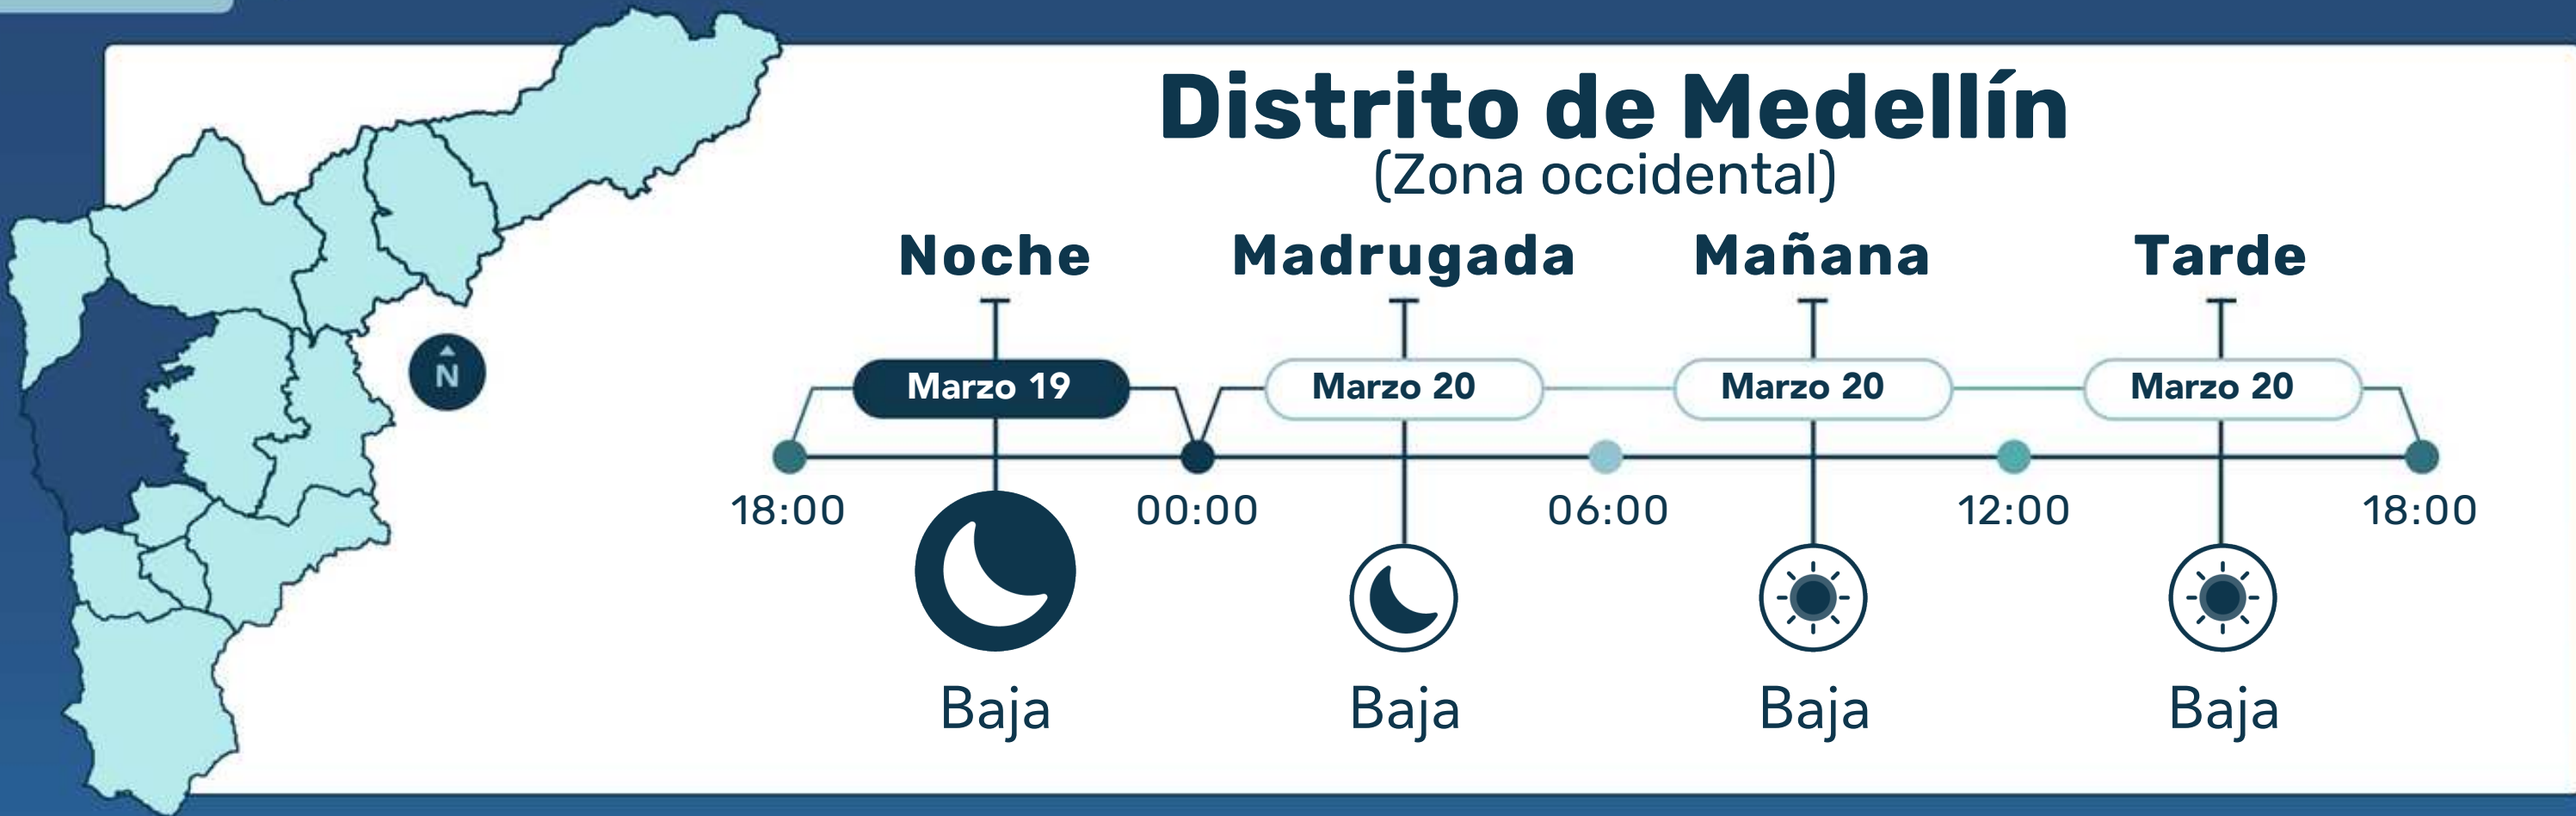 Distrito de Medellín
(Zona occidental)
Noche Madrugada Mañana Tarde
Marzo 19 Marzo 20 Marzo 20 Marzo 20
N
18:00 00:00 06:00 12:00 18:00
Baja Baja Baja Baja